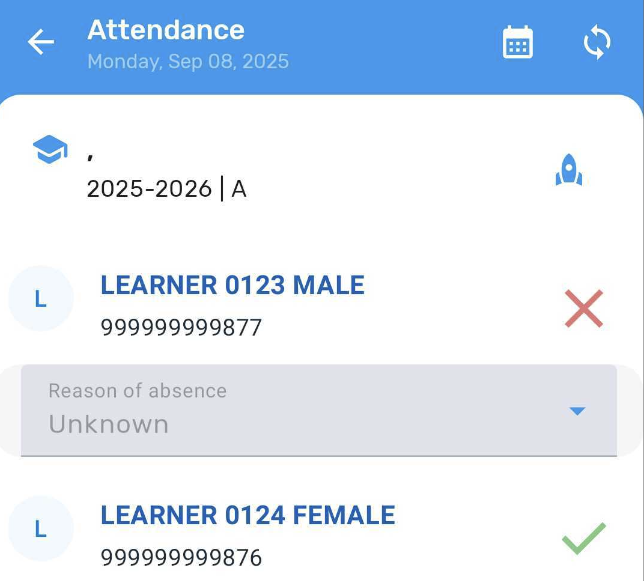 Attendance
Monday, Sep 08, 2025
,
2025-2026 | A
L
LEARNER 0123 MALE
999999999877
Reason of absence
Unknown
L
LEARNER 0124 FEMALE
999999999876